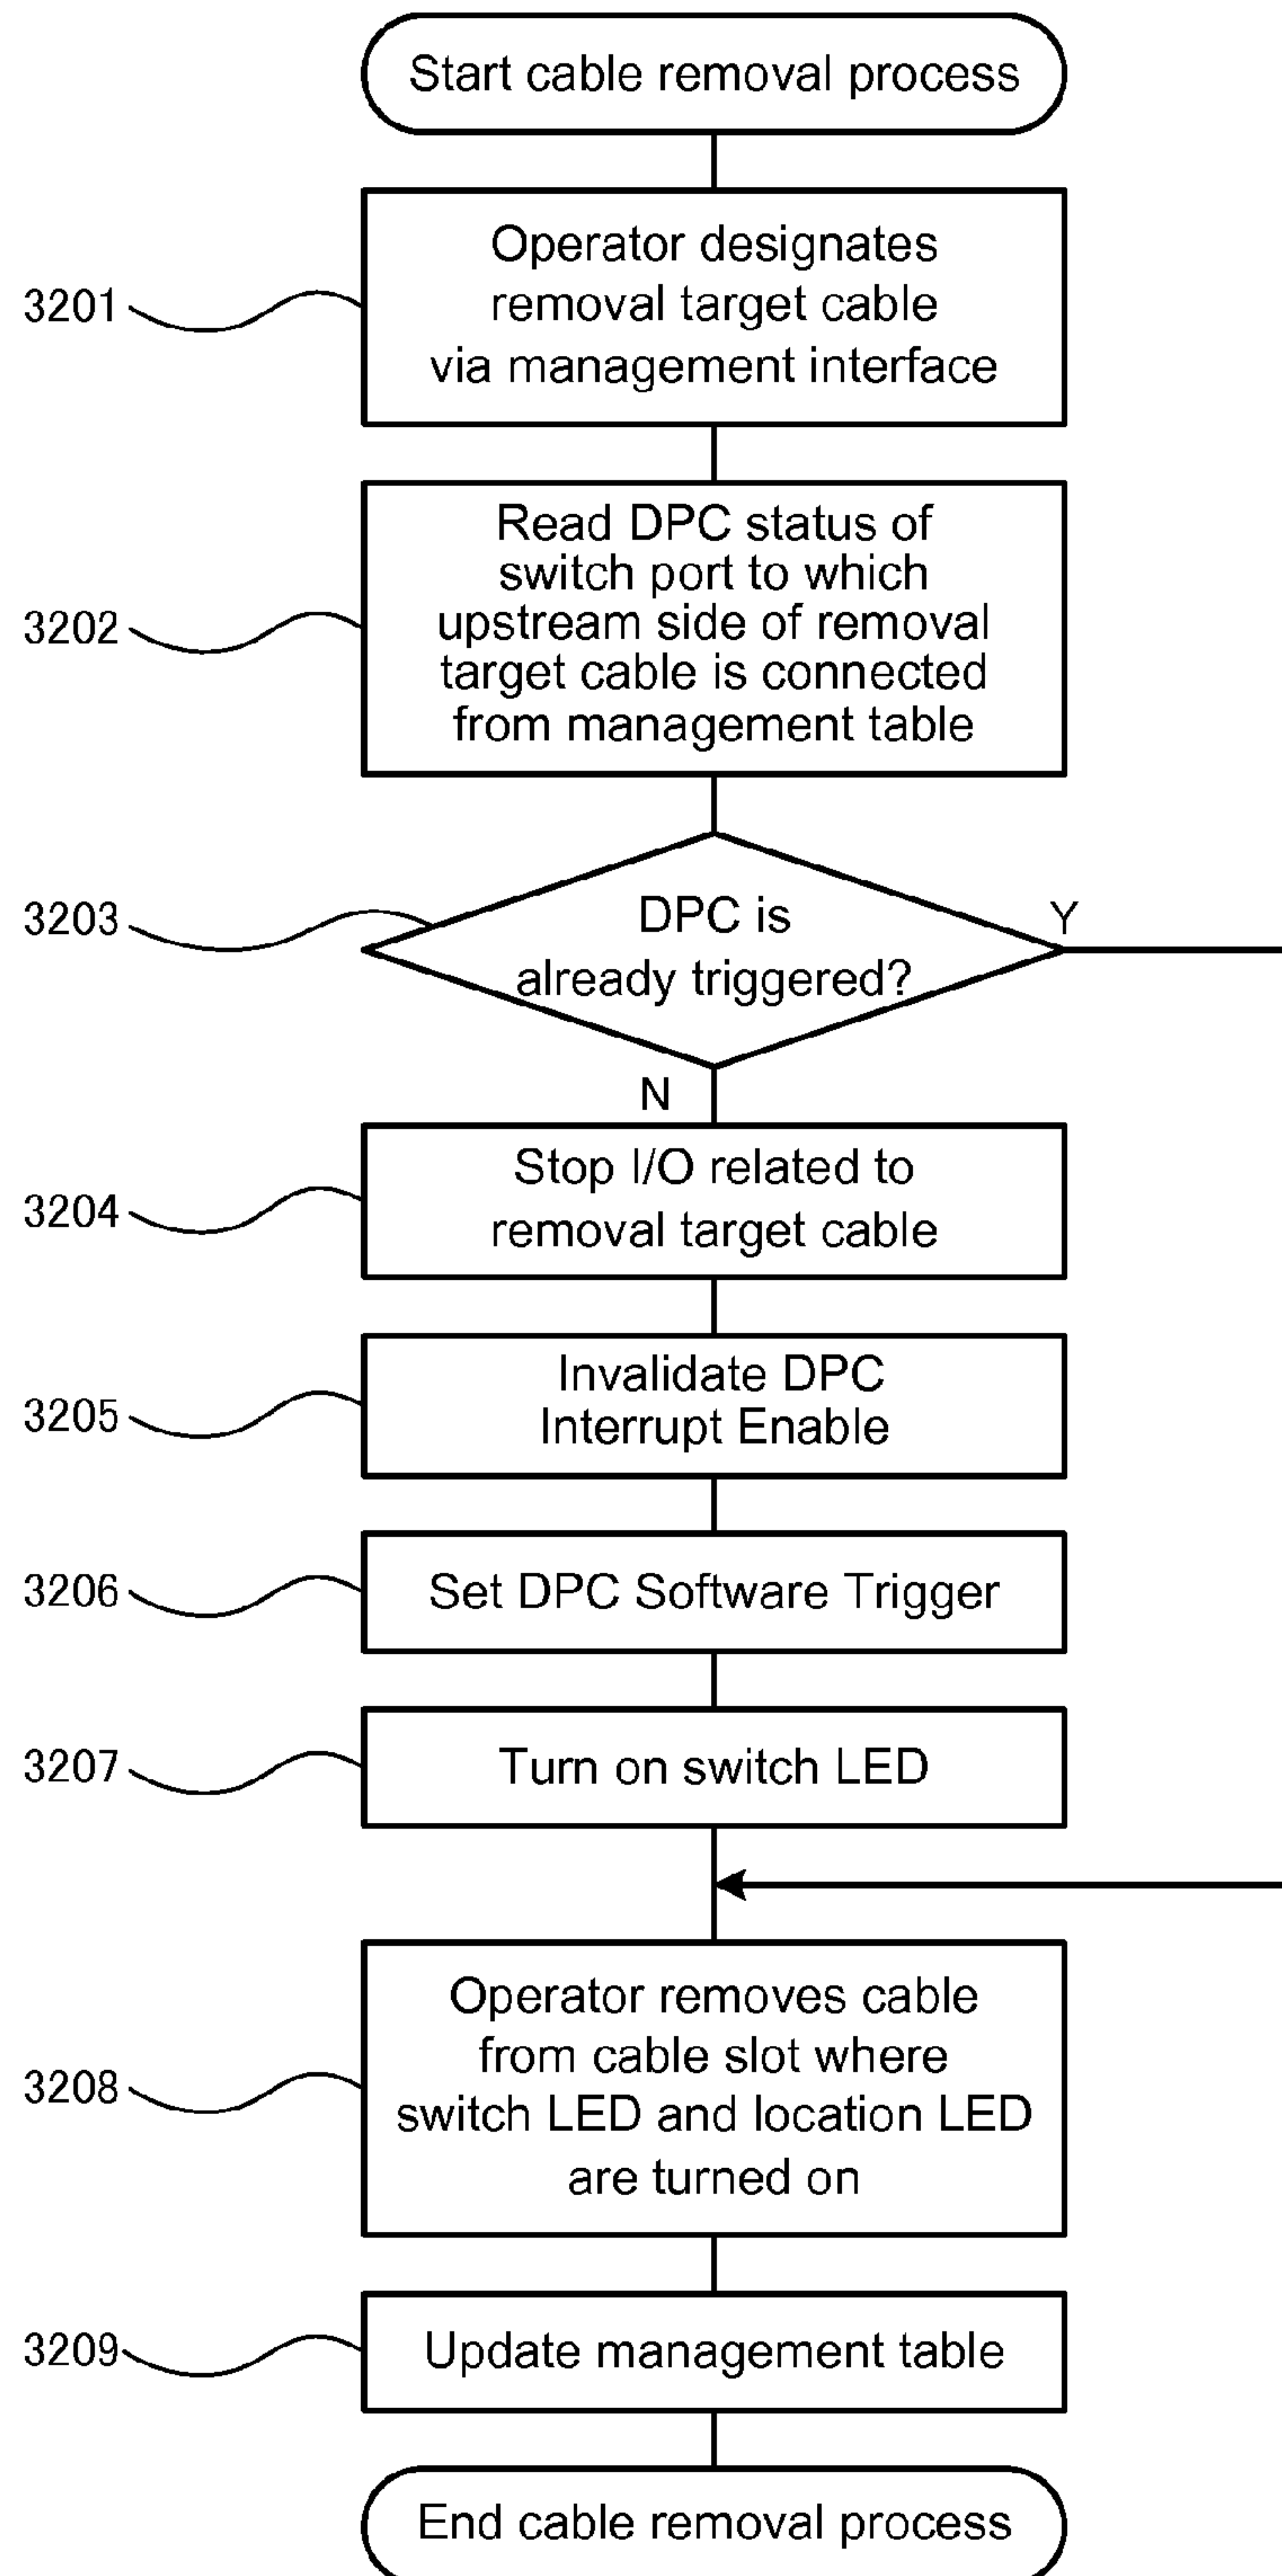 Start cable removal process
3201
Operator designates
removal target cable
via management interface
3202
Read DPC status of
switch port to which
upstream side of removal
target cable is connected
from management table
3203
DPC is
already triggered?
Y
N
3204
Stop I/O related to
removal target cable
3205
Invalidate DPC
Interrupt Enable
3206
Set DPC Software Trigger
3207
Turn on switch LED
3208
Operator removes cable
from cable slot where
switch LED and location LED
are turned on
3209
Update management table
End cable removal process